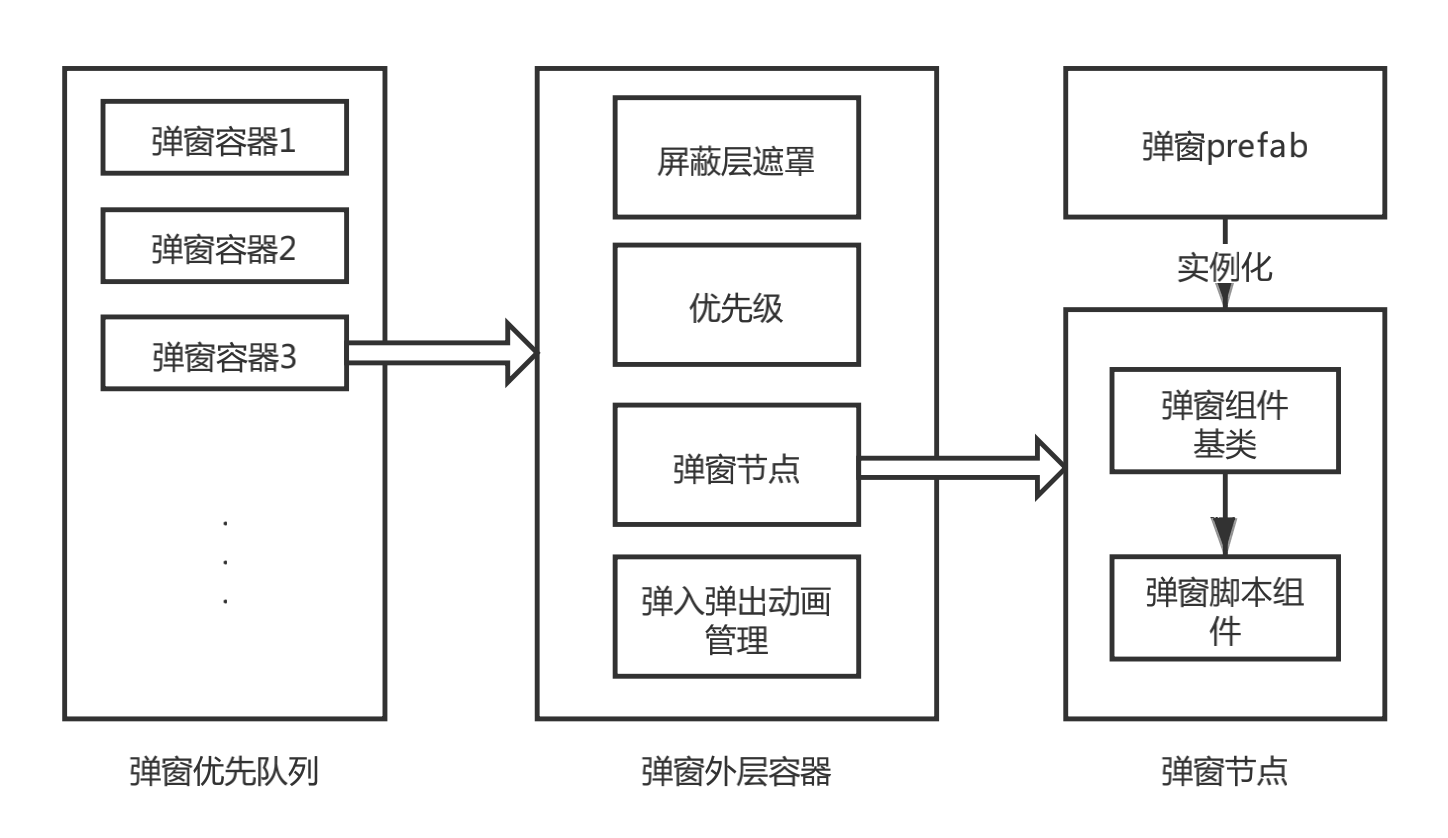 弹窗容器1
弹窗容器2
弹窗容器3
.
.
.
弹窗优先队列
屏蔽层遮罩
优先级
弹窗节点
弹入弹出动画
管理
弹窗外层容器
弹窗prefab
实例化
弹窗组件
基类
弹窗脚本组
件
弹窗节点